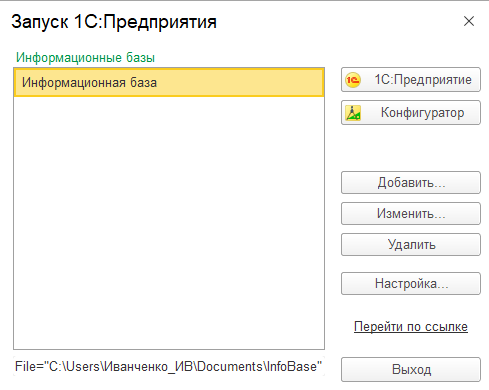 Запуск 1С:Предприятия
Информационные базы
Информационная база
1С:Предприятие
Конфигуратор
Добавить...
Изменить...
Удалить
Настройка...
Перейти по ссылке
File="C:\Users\Иванченко_ИВ\Documents\InfoBase"
Выход